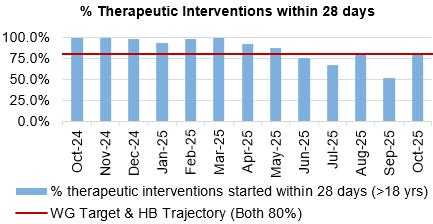 % Therapeutic Interventions within 28 days
100.0%
75.0%
50.0%
25.0%
0.0%
Oct-24
Nov-24
Dec-24
Jan-25
Feb-25
Mar-25
Apr-25
May-25
Jun-25
Jul-25
Aug-25
Sep-25
Oct-25
% therapeutic interventions started within 28 days (>18 yrs)
WG Target & HB Trajectory (Both 80%)